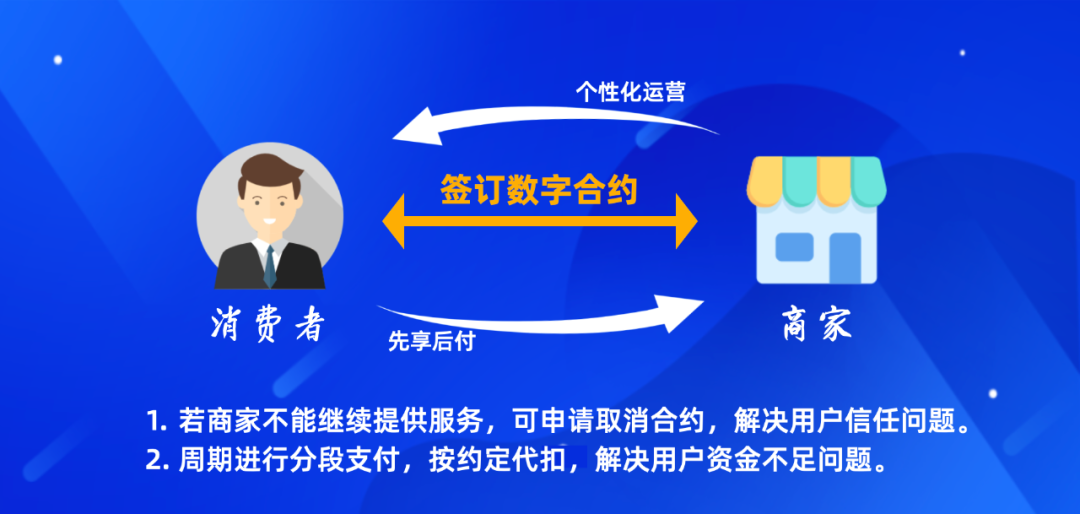 个性化运营
签订数字合约
消费者
商家
先享后付
1. 若商家不能继续提供服务，可申请取消合约，解决用户信任问题。
2. 周期进行分段支付，按约定代扣，解决用户资金不足问题。